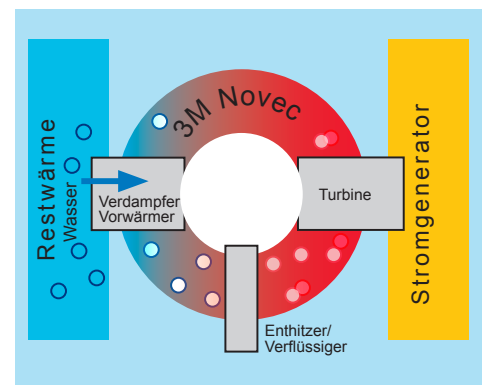 3M Novec
Restwärme
Wasser
Verdampfer
Vorwärmer
Turbine
Stromgenerator
Enthitzer/
Verflüssiger